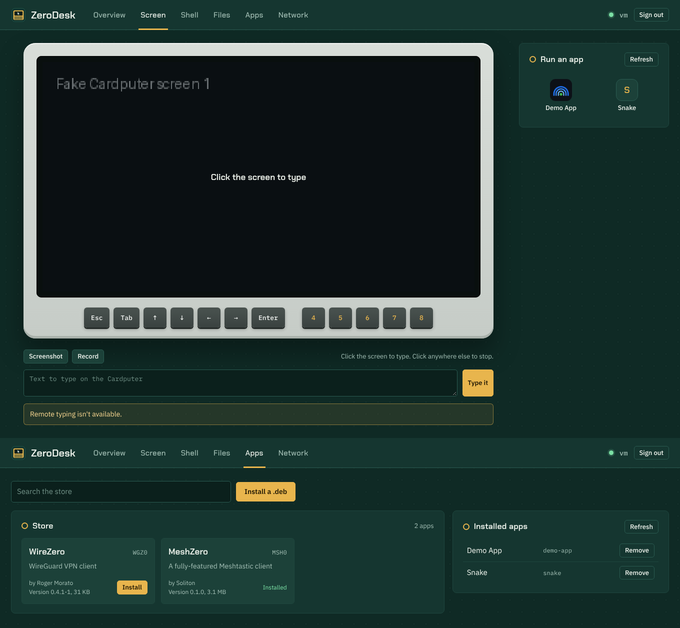 ZeroDesk Overview Screen Shell Files Apps Network vm Sign out
Fake Cardputer screen 1
Click the screen to type
Esc Tab ↑ ↓ ← → Enter 4 5 6 7 8
Screenshot Record Click the screen to type. Click anywhere else to stop.
Text to type on the Cardputer
Type it
Remote typing isn't available.
Run an app Refresh
S
Demo App Snake
ZeroDesk Overview Screen Shell Files Apps Network vm Sign out
Search the store Install a .deb
Store 2 apps
WireZero WGZ0
WireGuard VPN client
by Roger Morato
Version 0.4.1-1, 31 KB
Install
MeshZero MSH0
A fully-featured Meshtastic client
by Soliton
Version 0.1.0, 3.1 MB
Installed
Installed apps Refresh
Demo App demo-app Remove
Snake snake Remove